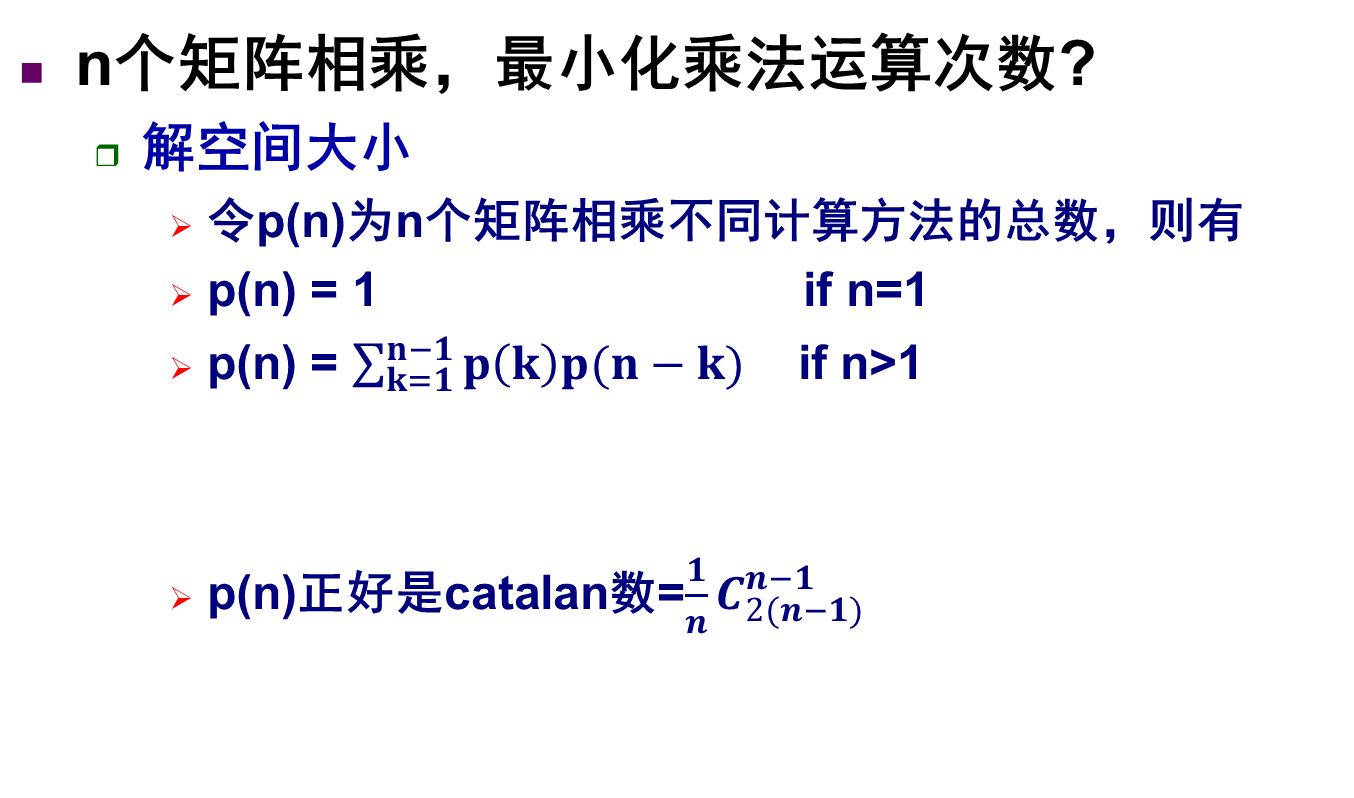 n个矩阵相乘，最小化乘法运算次数?
解空间大小
令p(n)为n个矩阵相乘不同计算方法的总数，则有
p(n) = 1 if n=1
p(n) = $\sum_{k=1}^{n-1} p(k)p(n-k)$ if n>1
p(n)正好是catalan数=$\frac{1}{n} C_{2(n-1)}^{n-1}$